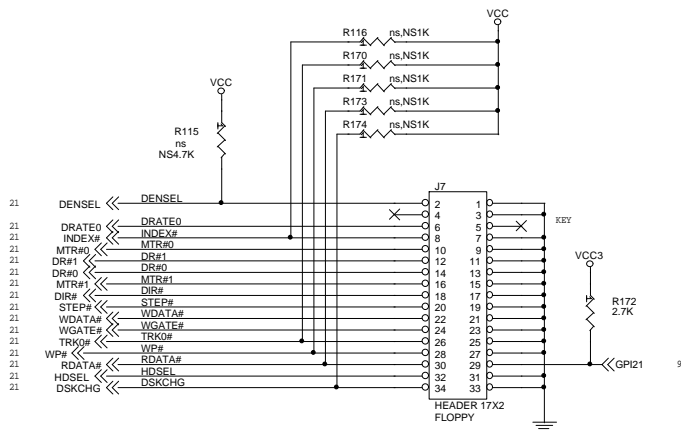 VCC
R116 ns,NS1K
R170 ns,NS1K
R171 ns,NS1K
R173 ns,NS1K
R174 ns,NS1K
VCC
R115
ns
NS4.7K
J7
21 DENSEL DENSEL 2 1
4 3 KEY
21 DRATE0 DRATE0 6 5
21 INDEX# INDEX# 8 7
21 MTR#0 MTR#0 10 9
21 DR#1 DR#1 12 11
21 DR#0 DR#0 14 13
21 MTR#1 MTR#1 16 15
21 DIR# DIR# 18 17
21 STEP# STEP# 20 19
21 WDATA# WDATA# 22 21
21 WGATE# WGATE# 24 23
21 TRK0# TRK0# 26 25
21 WP# WP# 28 27
21 RDATA# RDATA# 30 29 GPI21 9
21 HDSEL HDSEL 32 31
21 DSKCHG DSKCHG 34 33
VCC3
R172
2.7K
HEADER 17X2
FLOPPY